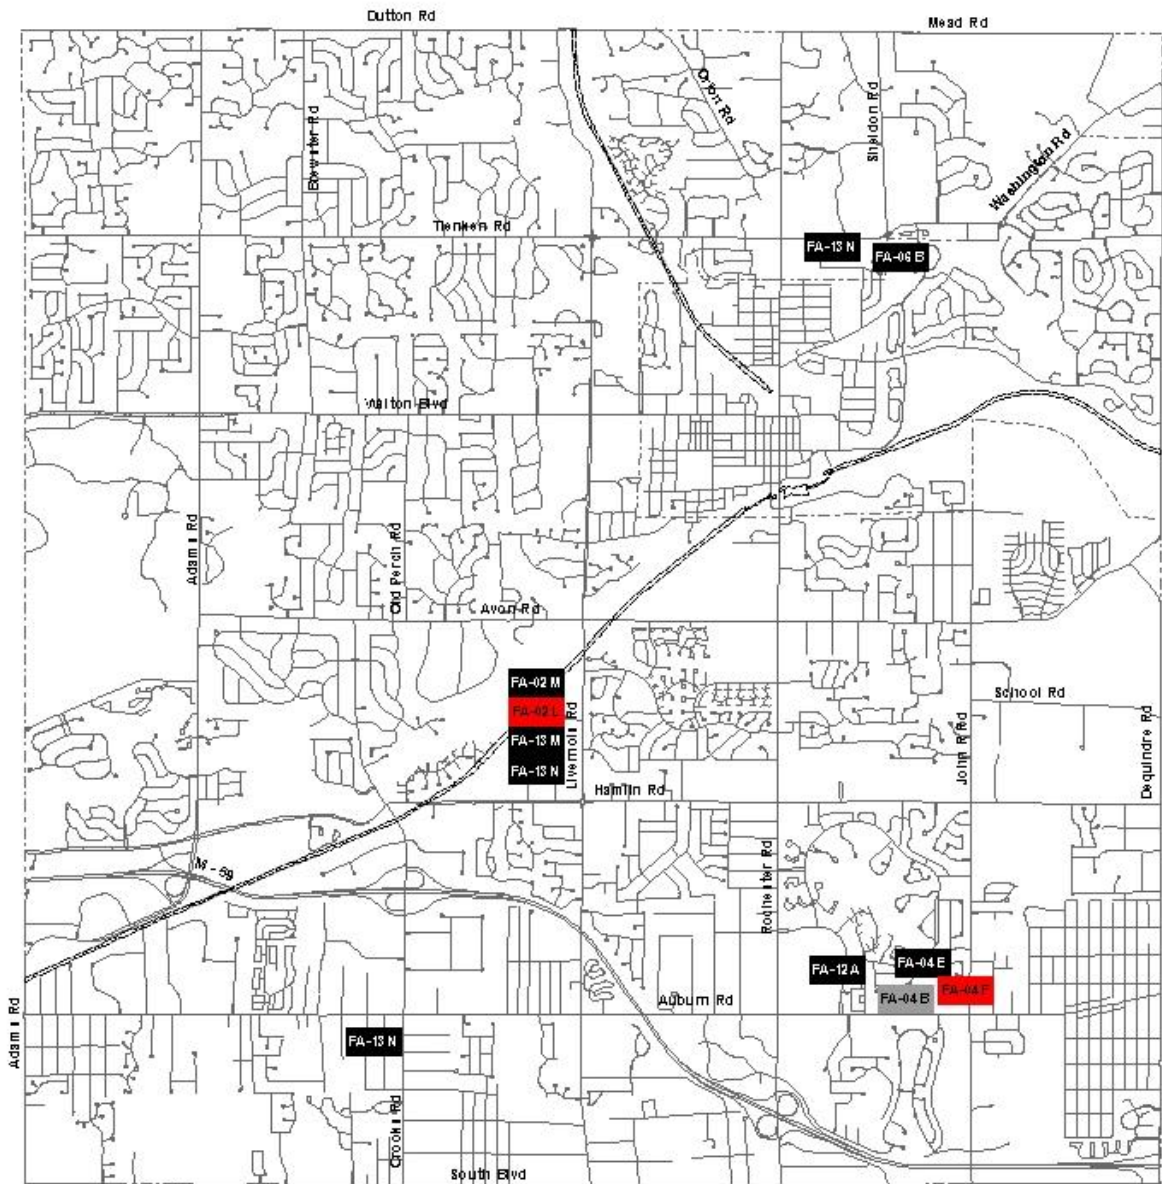 Dutton Rd
Mead Rd
Orion Rd
Sheldon Rd
Brewster Rd
Washington Rd
Tienken Rd
FA-13 N
FA-06 B
Walton Blvd
Adams Rd
Old Perch Rd
Avon Rd
FA-02 M
FA-02 L
FA-13 M
FA-13 N
Livernois Rd
School Rd
John R Rd
Dequindre Rd
Hamlin Rd
Rochester Rd
M - 59
FA-12 A
FA-04 E
FA-04 B
FA-04 F
Auburn Rd
Adams Rd
FA-13 N
Crooks Rd
South Blvd